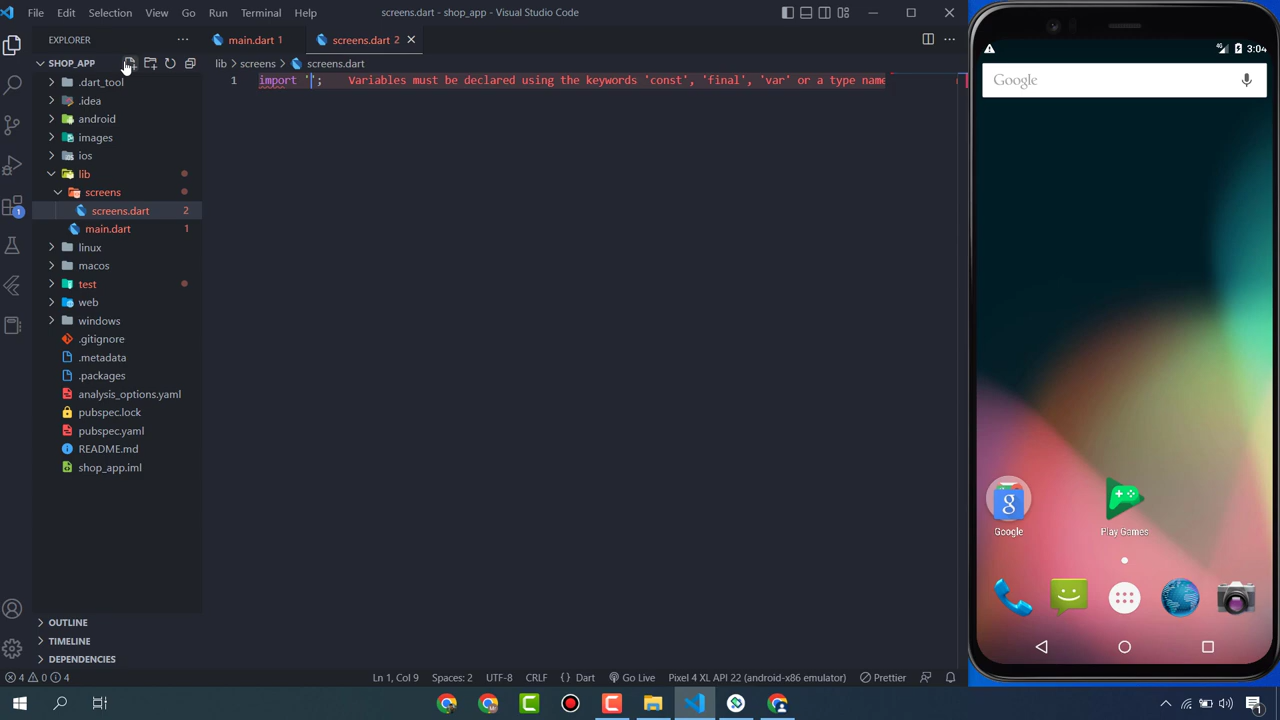 File Edit Selection View Go Run Terminal Help screens.dart - shop_app - Visual Studio Code
EXPLORER
main.dart 1
screens.dart 2
SHOP_APP
lib > screens > screens.dart
1 import ''; Variables must be declared using the keywords 'const', 'final', 'var' or a type name
.dart_tool
.idea
android
images
ios
lib
screens
screens.dart 2
main.dart 1
linux
macos
test
web
windows
.gitignore
.metadata
.packages
analysis_options.yaml
pubspec.lock
pubspec.yaml
README.md
shop_app.iml
OUTLINE
TIMELINE
DEPENDENCIES
1
4 0 4 Ln 1, Col 9 Spaces: 2 UTF-8 CRLF {} Dart Go Live Pixel 4 XL API 22 (android-x86 emulator) Prettier
3:04
Google
g
Google
Play Games
1